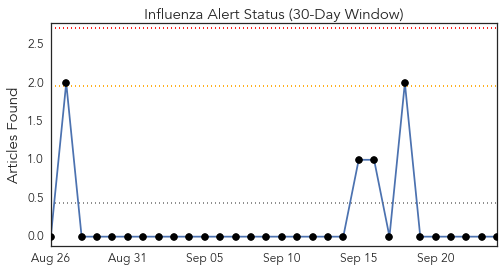 Influenza Alert Status (30-Day Window)
Articles Found
2.5
2.0
1.5
1.0
0.5
0.0
Aug 26 Aug 31 Sep 05 Sep 10 Sep 15 Sep 20